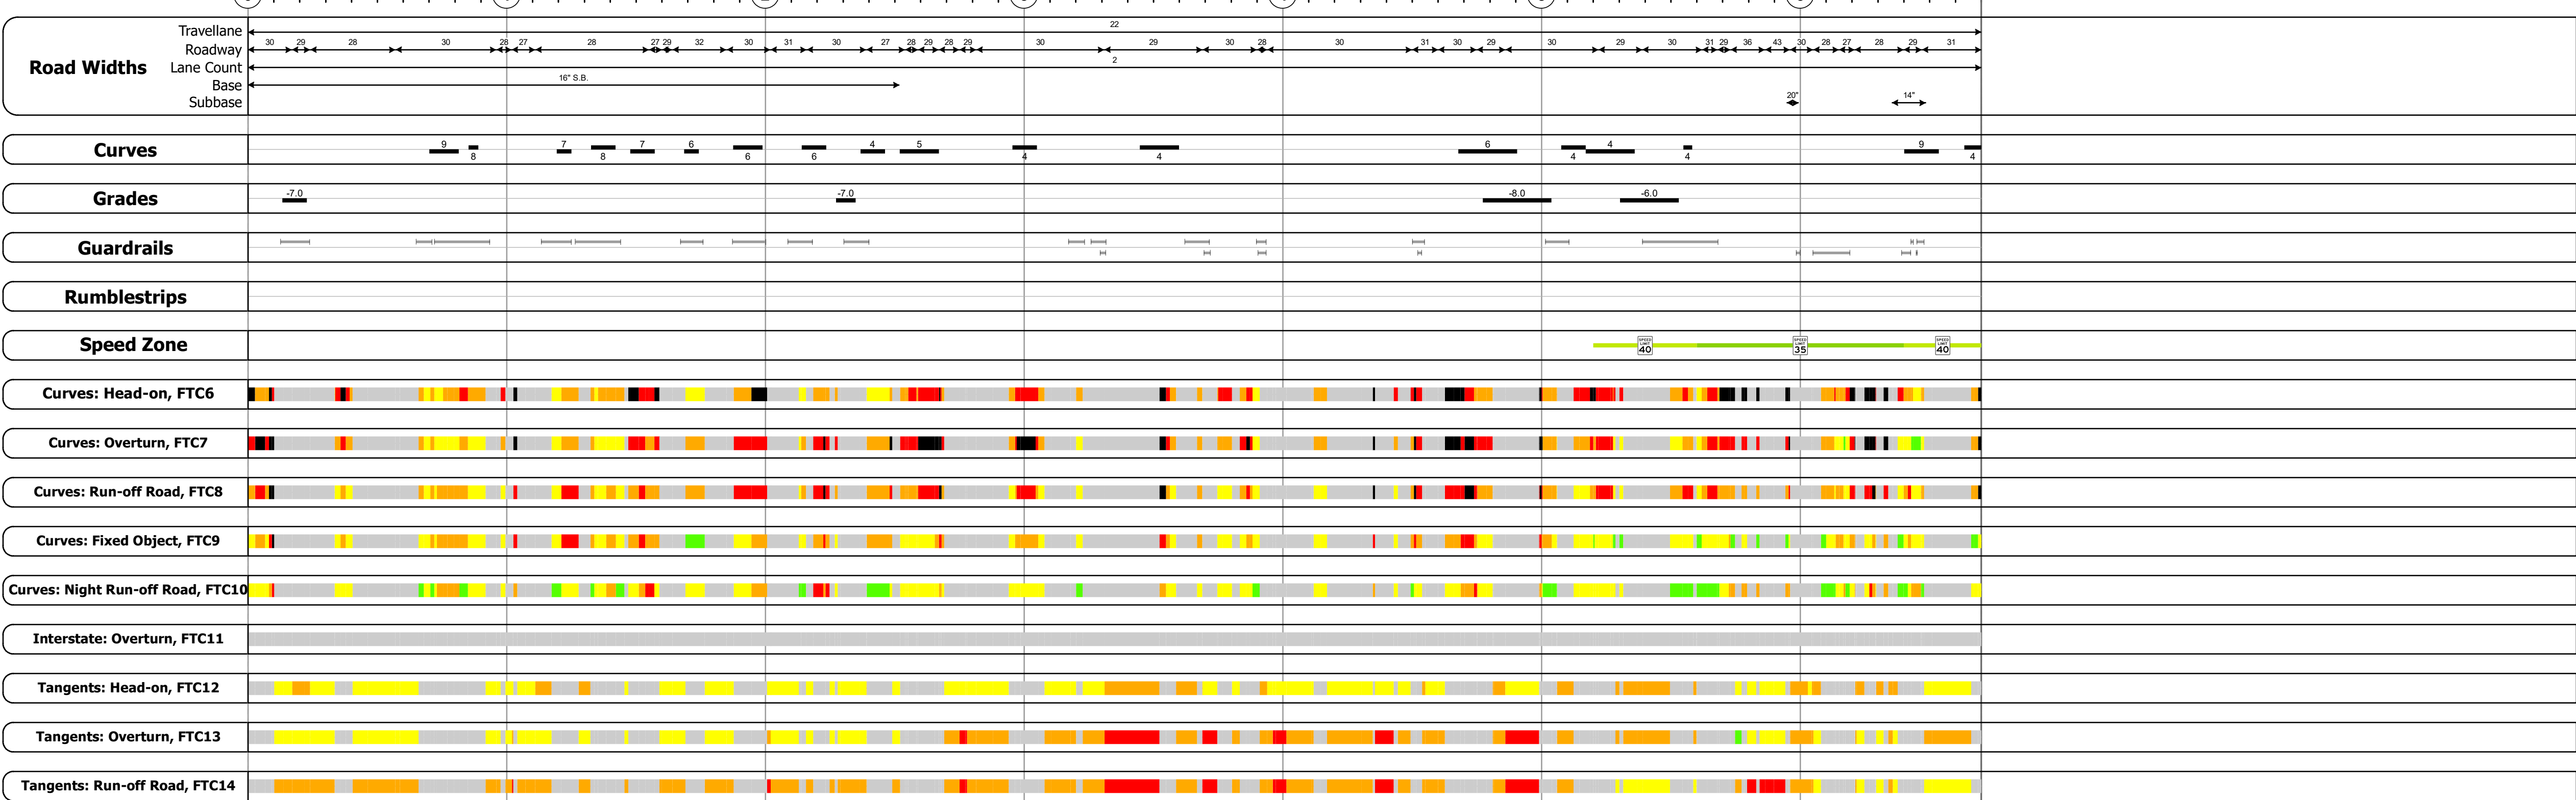 Road Widths
Travellane 22
Roadway 30 29 28 30 28 27 28 27 29 32 30 31 30 27 28 29 28 29 30 29 30 28 30 31 30 29 30 29 30 31 29 36 43 30 28 27 28 29 31
Lane Count 2
Base 16" S.B.
Subbase 20" 14"
Curves 9 8 7 8 7 6 6 6 4 5 4 4 6 4 4 4 9 4
Grades -7.0 -7.0 -8.0 -6.0
Guardrails
Rumblestrips
Speed Zone SPEED LIMIT 40 SPEED LIMIT 35 SPEED LIMIT 40
Curves: Head-on, FTC6
Curves: Overturn, FTC7
Curves: Run-off Road, FTC8
Curves: Fixed Object, FTC9
Curves: Night Run-off Road, FTC10
Interstate: Overturn, FTC11
Tangents: Head-on, FTC12
Tangents: Overturn, FTC13
Tangents: Run-off Road, FTC14